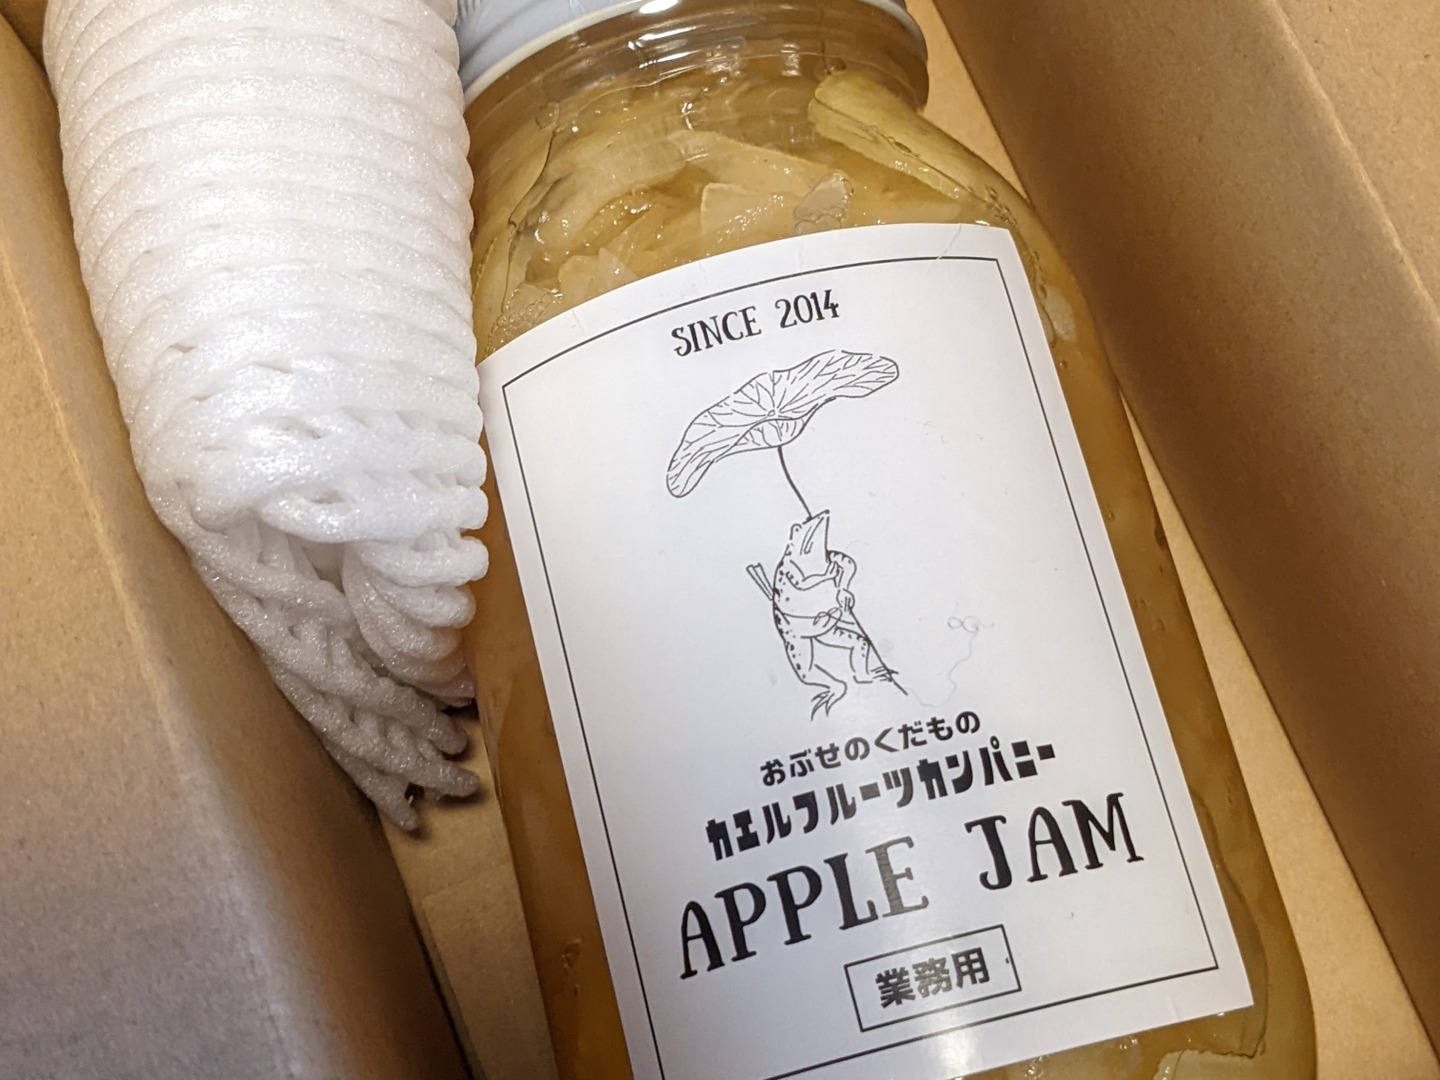 SINCE 2014
おぶせのくだもの
カエルフルーツカンパニー
APPLE JAM
業務用